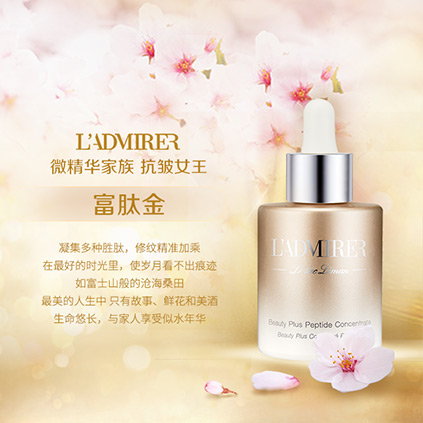 L'ADMIRER
微精华家族 抗皱女王
富肽金
凝集多种胜肽，修纹精准加乘
在最好的时光里，使岁月看不出痕迹
如富士山般的沧海桑田
最美的人生中 只有故事、鲜花和美酒
生命悠长，与家人享受似水年华
L'ADMIRER
Beauty Plus Peptide Concentrate
Beauty Plus